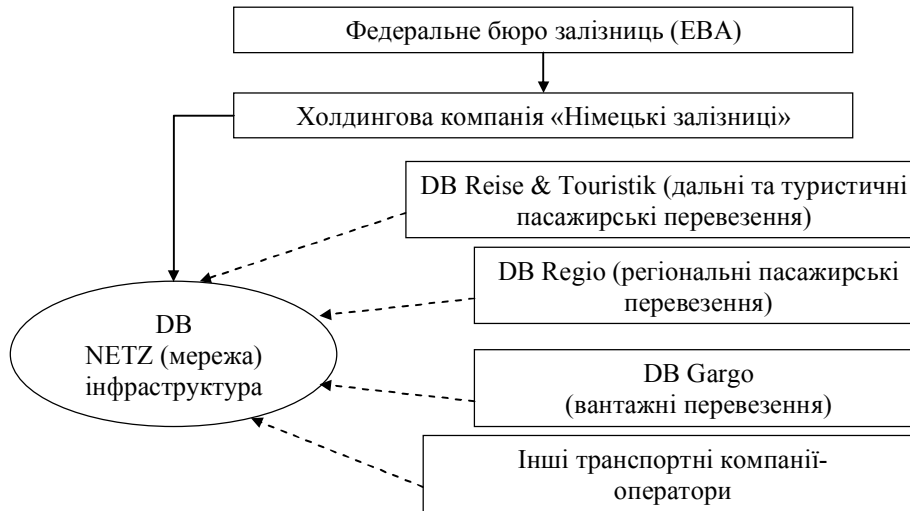 Федеральне бюро залізниць (ЕВА)
Холдингова компанія «Німецькі залізниці»
DB Reise & Touristik (дальні та туристичні
пасажирські перевезення)
DB Regio (регіональні пасажирські
перевезення)
DB
NETZ (мережа)
інфраструктура
DB Gargo
(вантажні перевезення)
Інші транспортні компанії-
оператори